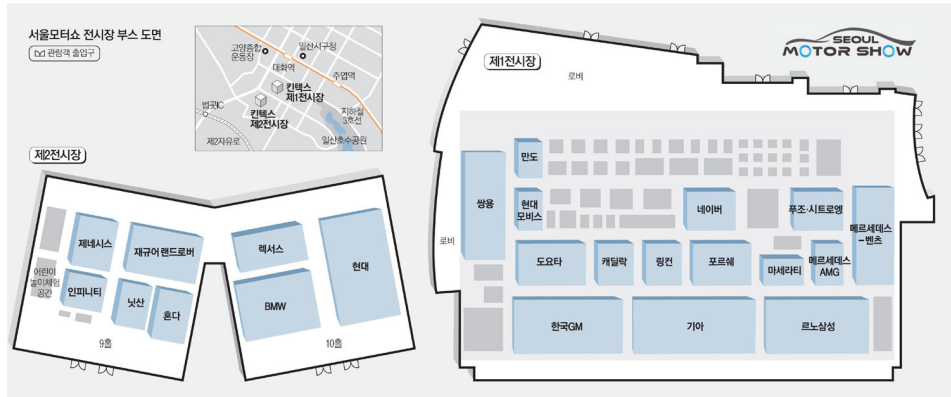 서울모터쇼 전시장 부스 도면
관람객 출입구
고양종합
운동장
일산서구청
대화역
주엽역
킨텍스
제1전시장
킨텍스
제2전시장
법곳IC
지하철
3호선
제2자유로
일산호수공원
제2전시장
제네시스
재규어랜드로버
어린이
놀이체험
공간
인피니티
닛산
혼다
9홀
렉서스
현대
BMW
10홀
SEOUL
MOTOR SHOW
제1전시장
로비
로비
만도
쌍용
현대
모비스
네이버
푸조·시트로엥
메르세데스
-벤츠
도요타
캐딜락
링컨
포르쉐
마세라티
메르세데스
AMG
한국GM
기아
르노삼성